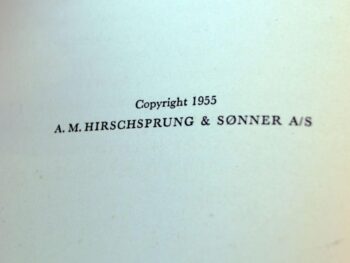 Copyright 1955
A. M. HIRSCHSPRUNG & SØNNER A/S